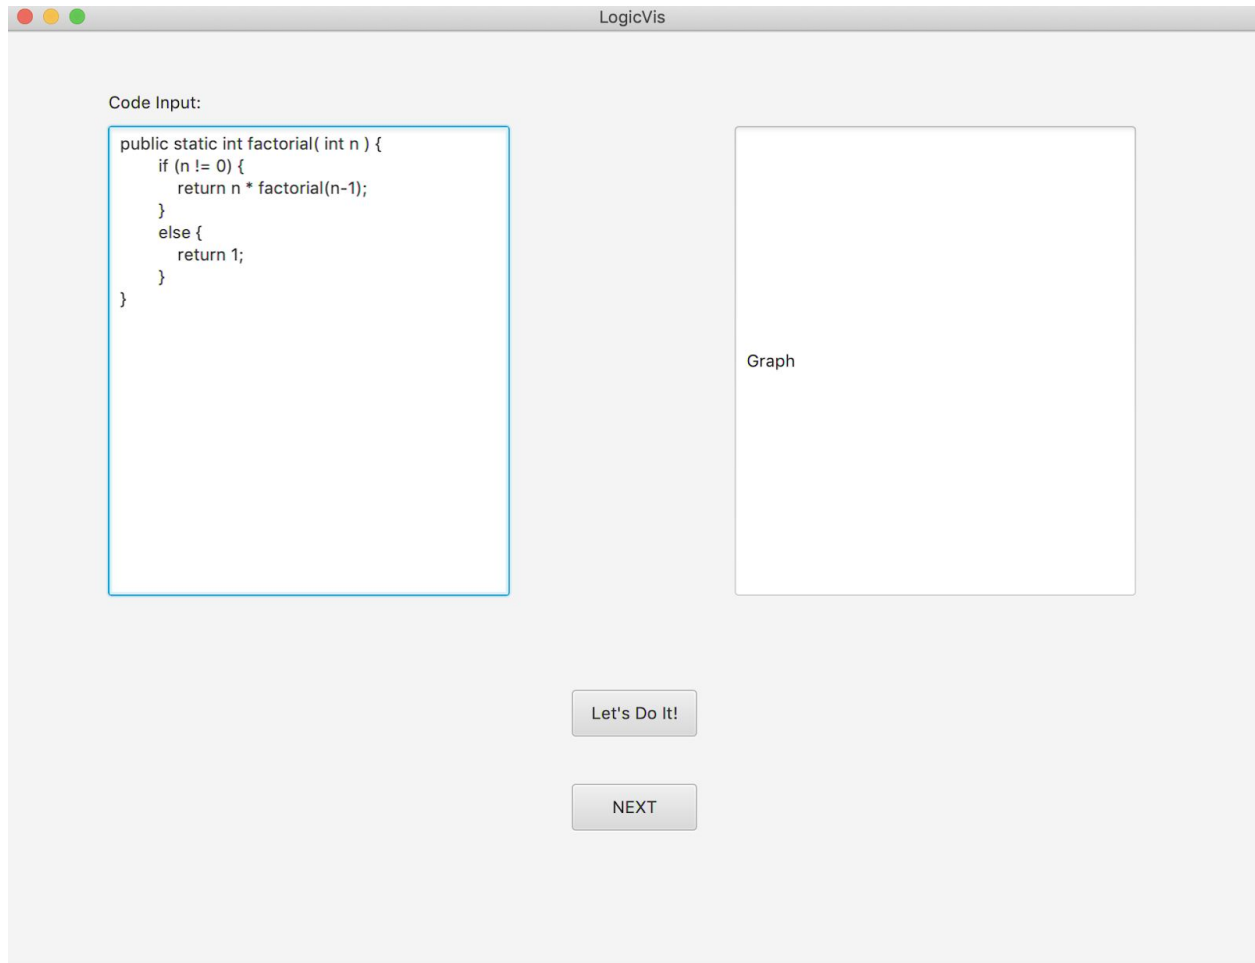 LogicVis
Code Input:
public static int factorial( int n ) {
if (n != 0) {
return n * factorial(n-1);
}
else {
return 1;
}
}
Graph
Let's Do It!
NEXT